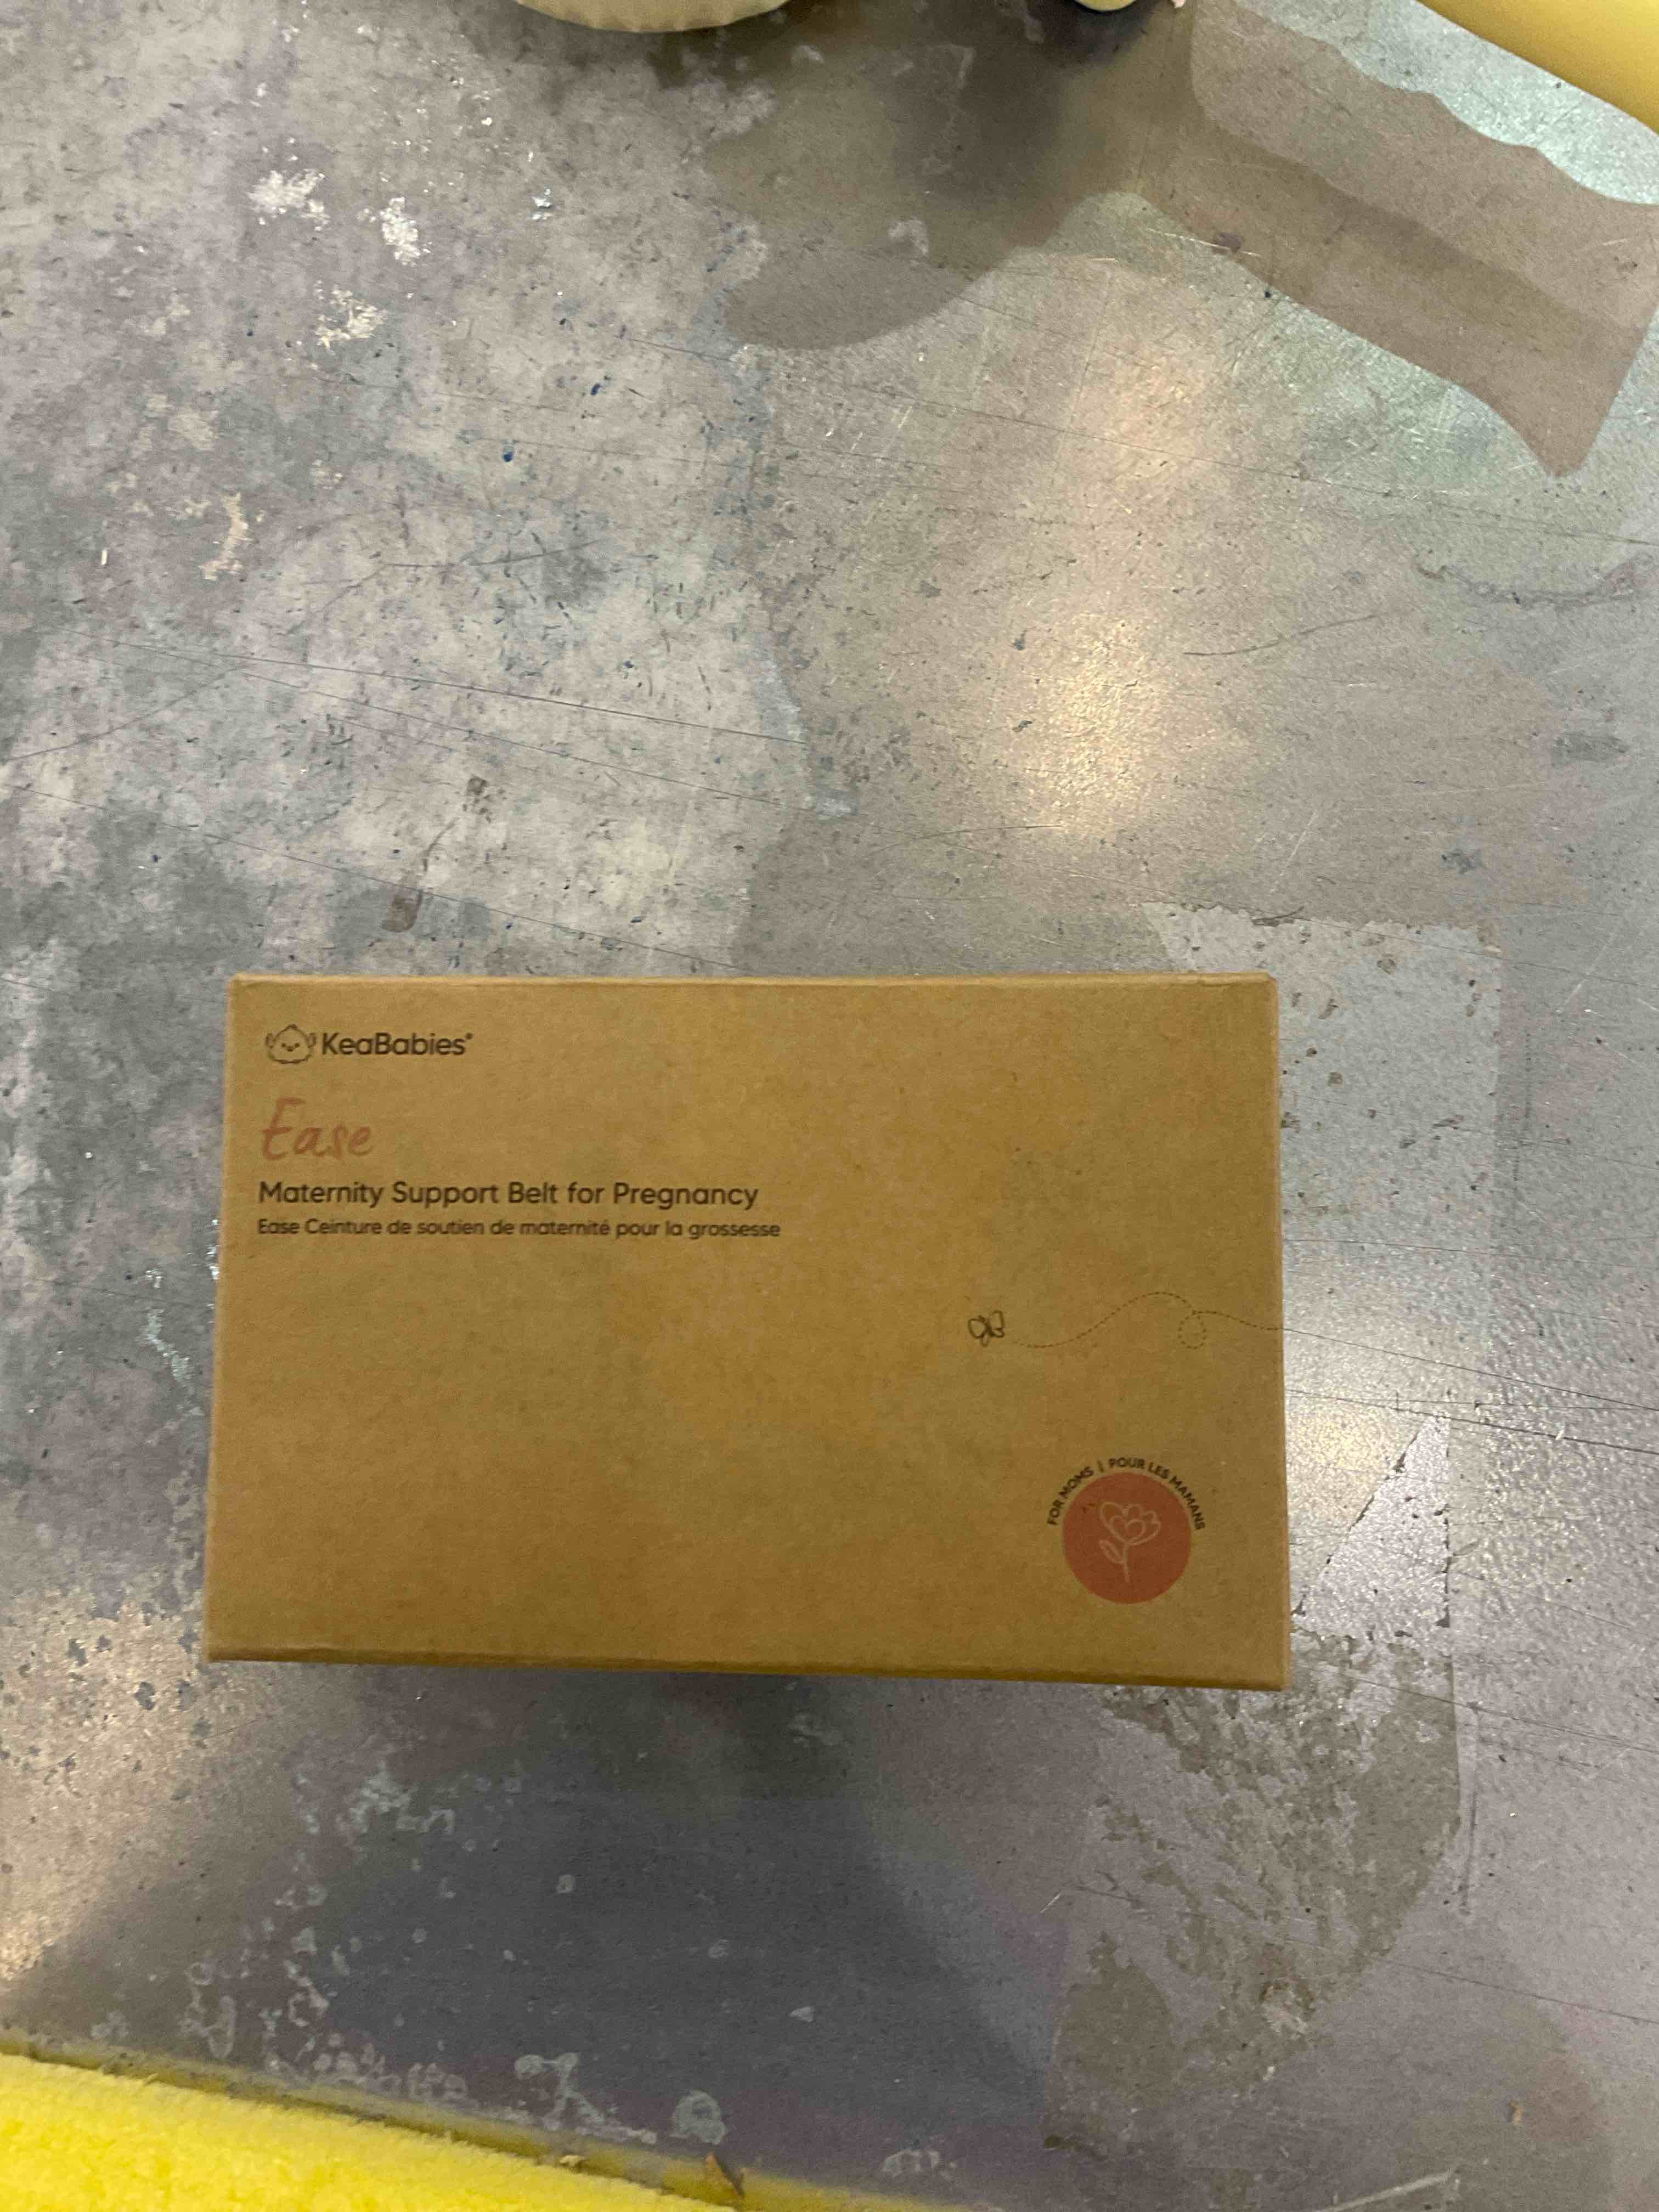 KeaBabies®
Ease
Maternity Support Belt for Pregnancy
Ease Ceinture de soutien de maternité pour la grossesse
FOR MOMS | POUR LES MAMANS